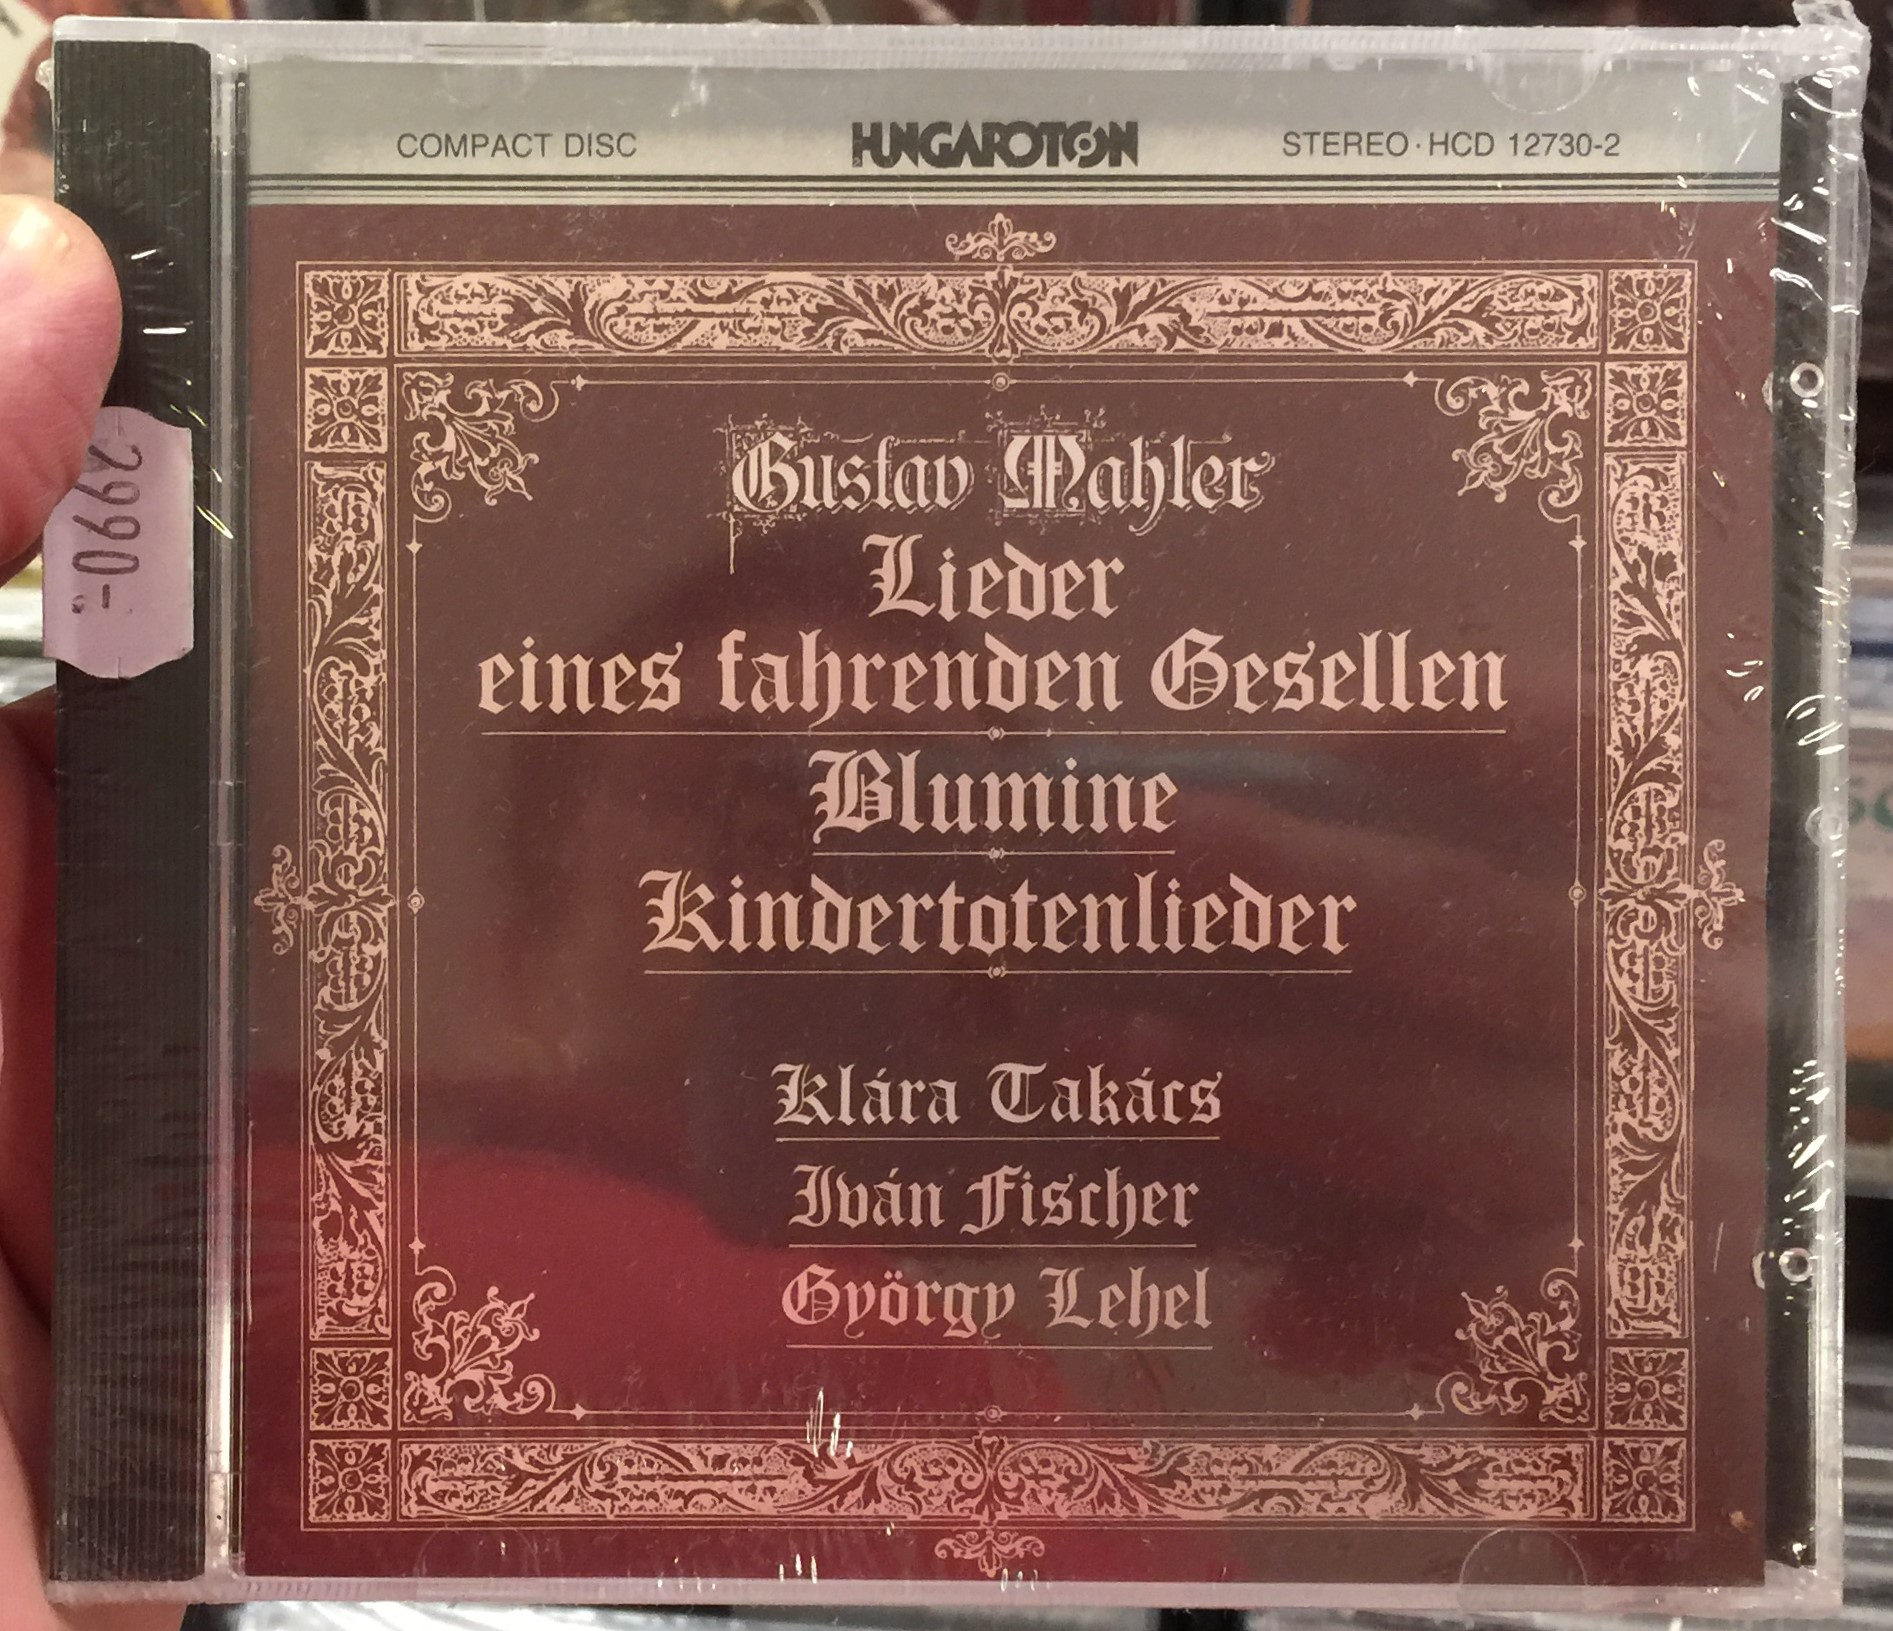 COMPACT DISC HUNGAROTON STEREO · HCD 12730-2
Gustav Mahler
Lieder
eines fahrenden Gesellen
Blumine
Kindertotenlieder
Klára Takács
Iván Fischer
György Lehel
2990-